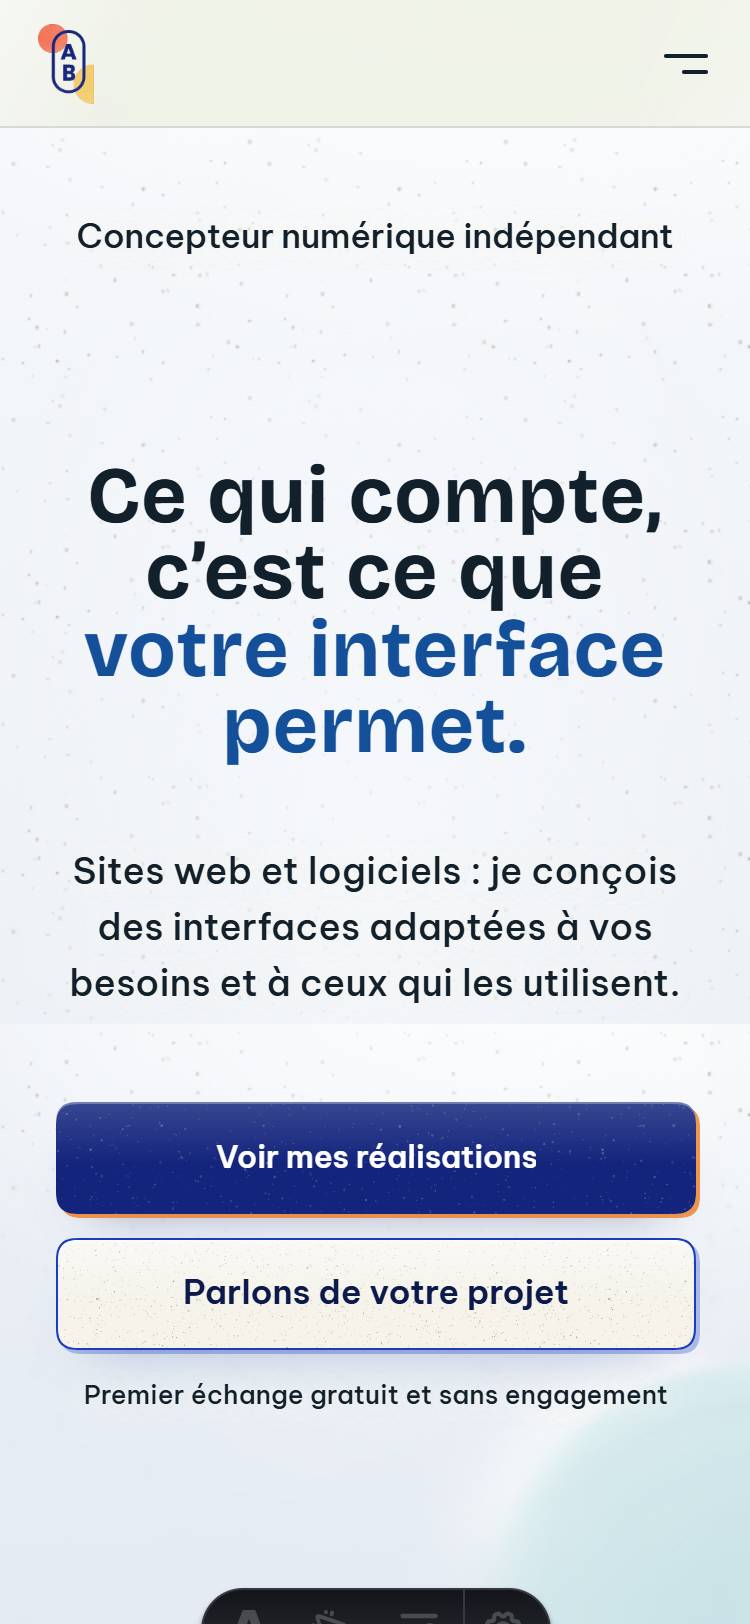 A
B
Concepteur numérique indépendant
Ce qui compte,
c’est ce que
votre interface
permet.
Sites web et logiciels : je conçois
des interfaces adaptées à vos
besoins et à ceux qui les utilisent.
Voir mes réalisations
Parlons de votre projet
Premier échange gratuit et sans engagement